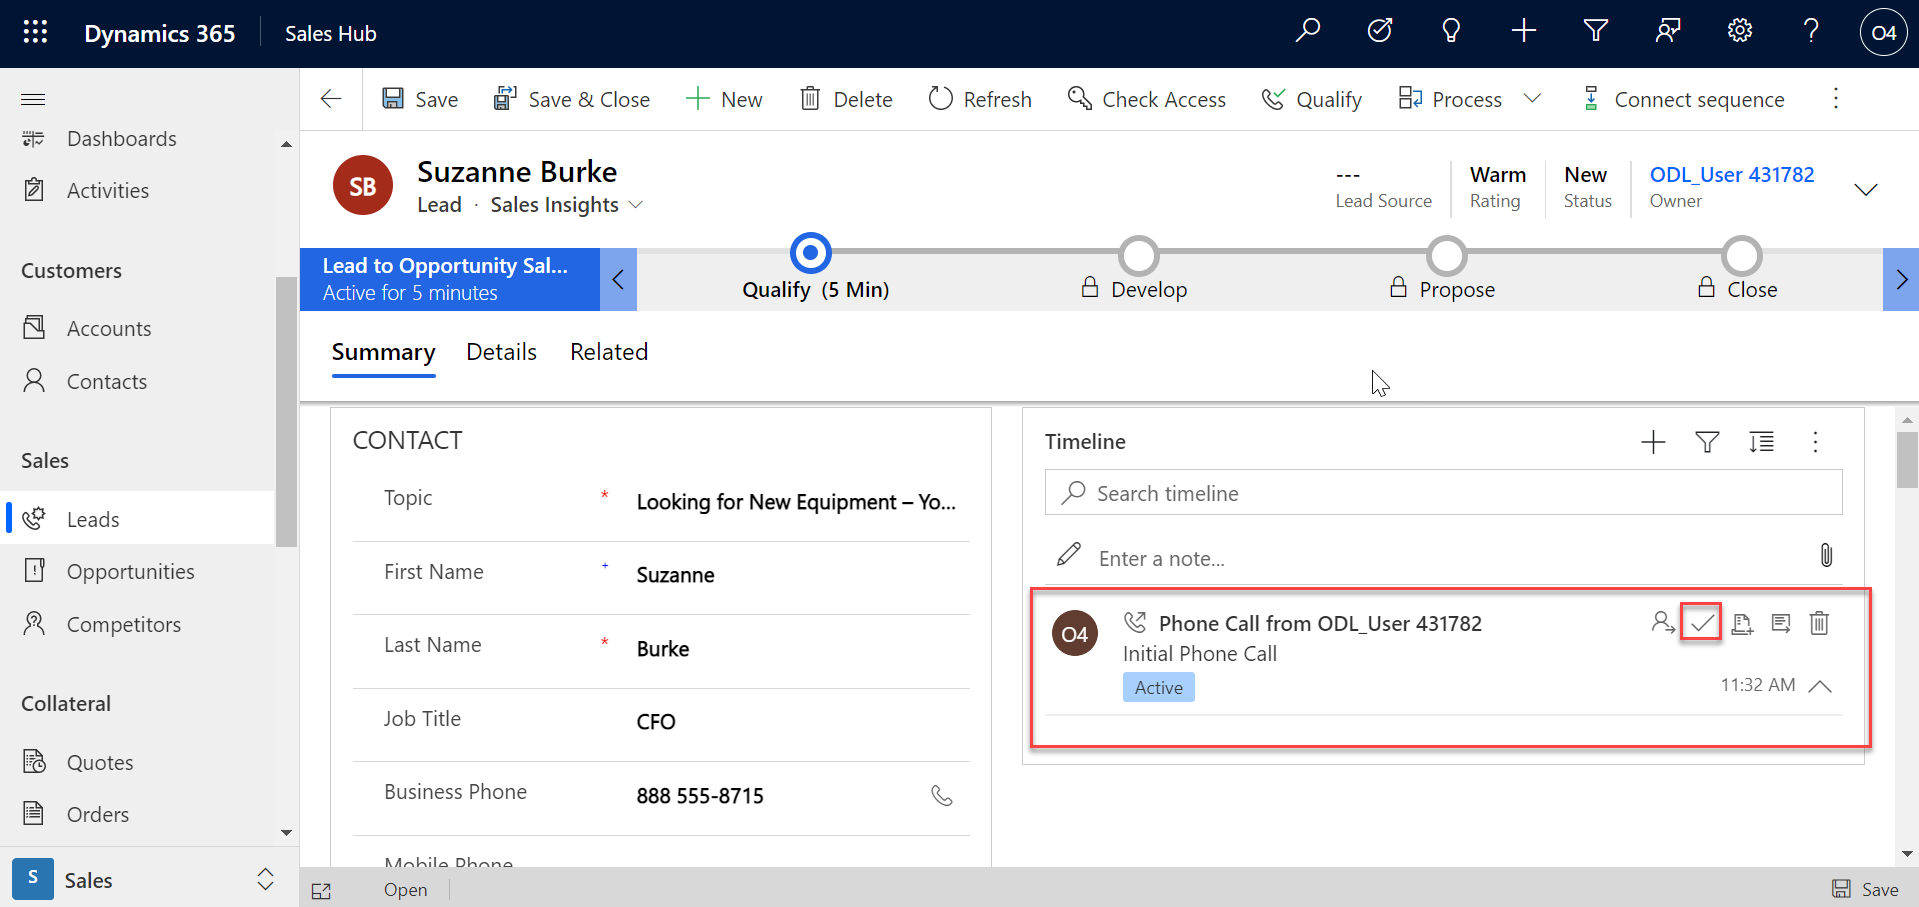 Dynamics 365
Sales Hub
O4
Save
Save & Close
New
Delete
Refresh
Check Access
Qualify
Process
Connect sequence
Dashboards
Activities
Customers
Accounts
Contacts
Sales
Leads
Opportunities
Competitors
Collateral
Quotes
Orders
S Sales
SB
Suzanne Burke
Lead · Sales Insights
---
Lead Source
Warm
Rating
New
Status
ODL_User 431782
Owner
Lead to Opportunity Sal...
Active for 5 minutes
Qualify (5 Min)
Develop
Propose
Close
Summary
Details
Related
CONTACT
Topic * Looking for New Equipment – Yo...
First Name + Suzanne
Last Name * Burke
Job Title CFO
Business Phone 888 555-8715
Mobile Phone
Timeline
Search timeline
Enter a note...
O4
Phone Call from ODL_User 431782
Initial Phone Call
Active
11:32 AM
Open
Save